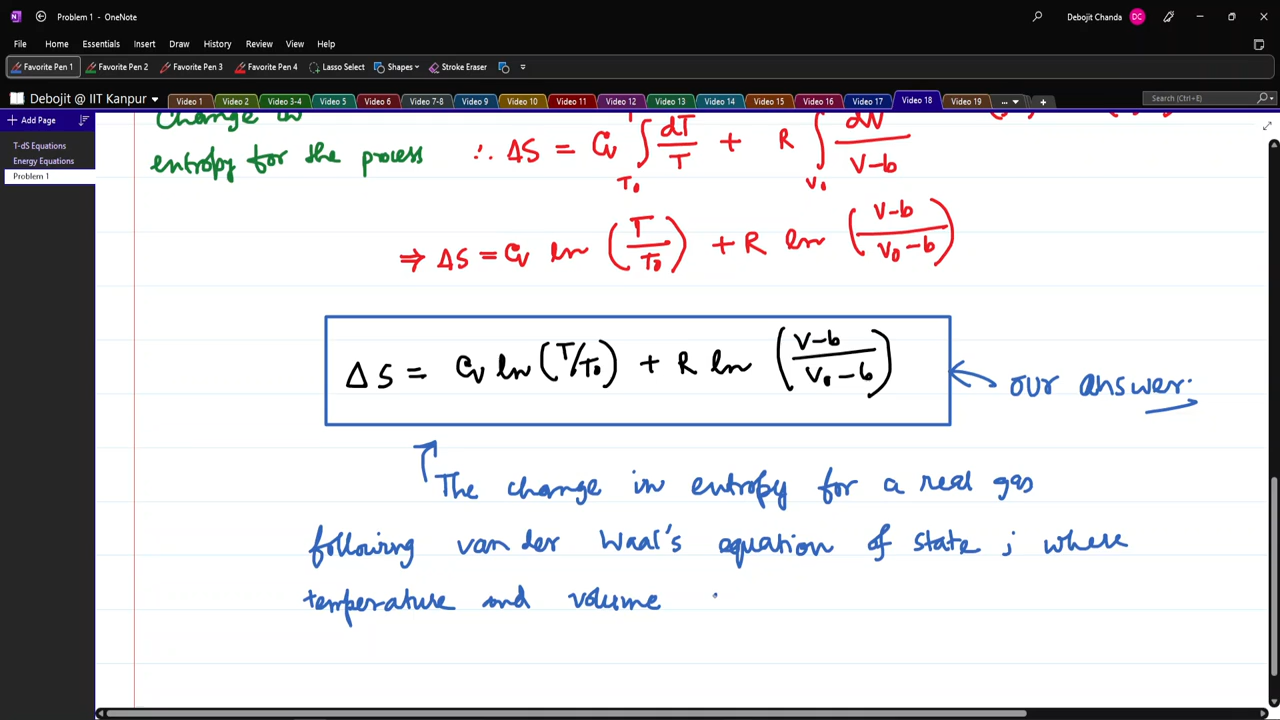 Problem 1 - OneNote
Debojit Chanda DC
File Home Essentials Insert Draw History Review View Help
Favorite Pen 1 Favorite Pen 2 Favorite Pen 3 Favorite Pen 4 Lasso Select Shapes Stroke Eraser
Debojit @ IIT Kanpur Video 1 Video 2 Video 3-4 Video 5 Video 6 Video 7-8 Video 9 Video 10 Video 11 Video 12 Video 13 Video 14 Video 15 Video 16 Video 17 Video 18 Video 19 ... + Search (Ctrl+E)
+ Add Page
T-dS Equations
Energy Equations
Problem 1
Change in
entropy for the process
∴ ΔS = Cv ∫T₀ dT/T + R ∫V₀ dV/V-b
⇒ ΔS = Cv ln (T/T₀) + R ln (V-b/V₀-b)
ΔS = Cv ln (T/T₀) + R ln (V-b/V₀-b)
our answer.
The change in entropy for a real gas
following van der Waal's equation of state ; where
temperature and volume